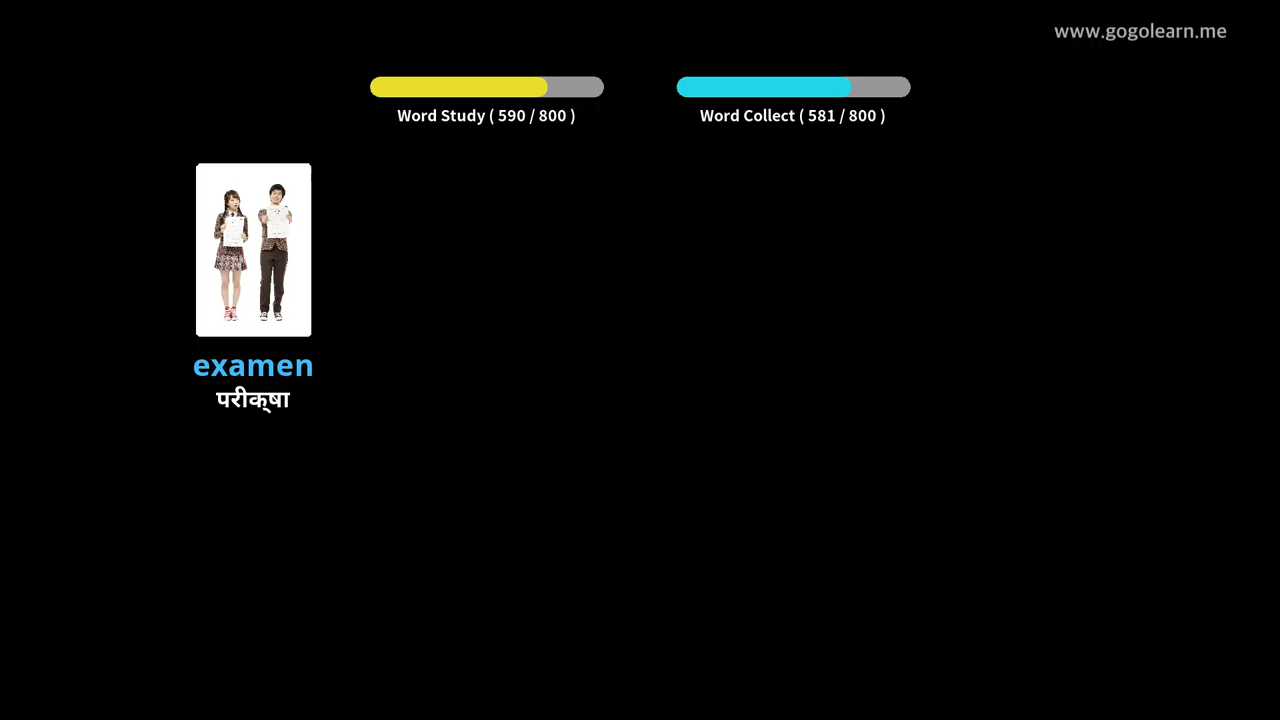 www.gogolearn.me
Word Study ( 590 / 800 )
Word Collect ( 581 / 800 )
examen
परीक्षा